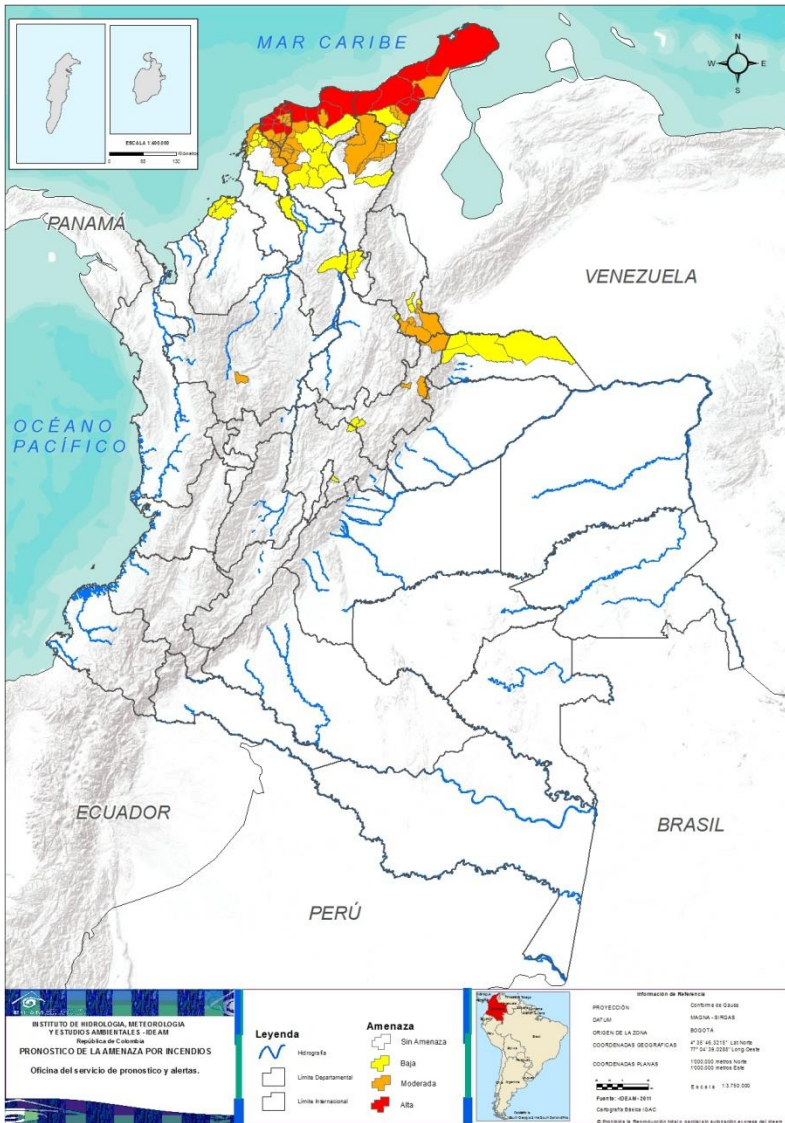 MAR CARIBE
N
W
E
S
ESCALA 1:400.000
PANAMÁ
VENEZUELA
OCÉANO
PACÍFICO
ECUADOR
BRASIL
PERÚ
INSTITUTO DE HIDROLOGIA, METEOROLOGIA
Y ESTUDIOS AMBIENTALES -IDEAM
República de Colombia
PRONOSTICO DE LA AMENAZA POR INCENDIOS
Oficina del servicio de pronostico y alertas.
Leyenda
Hidrografía
Límite Departamental
Límite Internacional
Amenaza
Sin Amenaza
Baja
Moderada
Alta
Información de Referencia
PROYECCIÓN Conforme de Gauss
DATUM MAGNA - SIRGAS
ORIGEN DE LA ZONA BOGOTA
COORDENADAS GEOGRAFICAS
COORDENADAS PLANAS 1'000.000 metros Norte
1'000.000 metros Este
Escala 1:3.750.000
Fuente: -IDEAM- 2011
Cartografía Básica IGAC